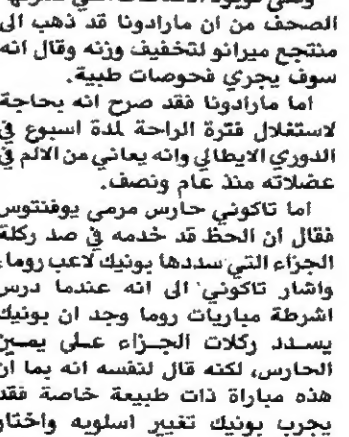 الصحف من ان مارادونا قد ذهب الى
منتجع ميرانو لتخفيف وزنه وقال انه
سوف يجري فحوصات طبية.
اما مارادونا فقد صرح انه بحاجة
لاستغلال فترة الراحة لمدة اسبوع في
الدوري الايطالي وانه يعاني من الالم في
عضلاته منذ عام ونصف.
اما تاكوني حارس مرمى يوفنتوس
فقال ان الحظ قد خدمه في صد ركلة
الجزاء التي سددها بونيك لاعب روما،
واشار تاكوني الى انه عندما درس
اشرطة مباريات روما وجد ان بونيك
يسدد ركلات الجزاء على يمين
الحارس، لكنه قال لنفسه انه بما ان
هذه مباراة ذات طبيعة خاصة فقد
يجرب بونيك تغيير اسلوبه واختار